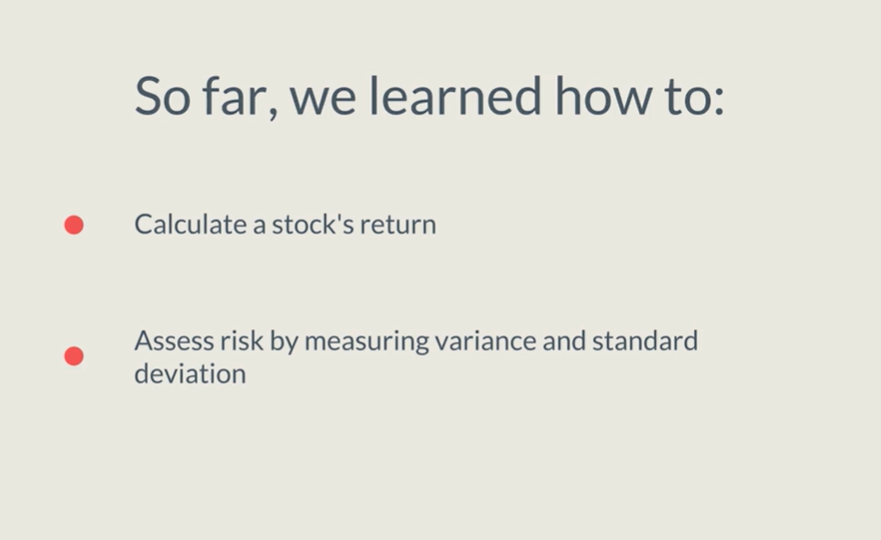 So far, we learned how to:
Calculate a stock's return
Assess risk by measuring variance and standard
deviation